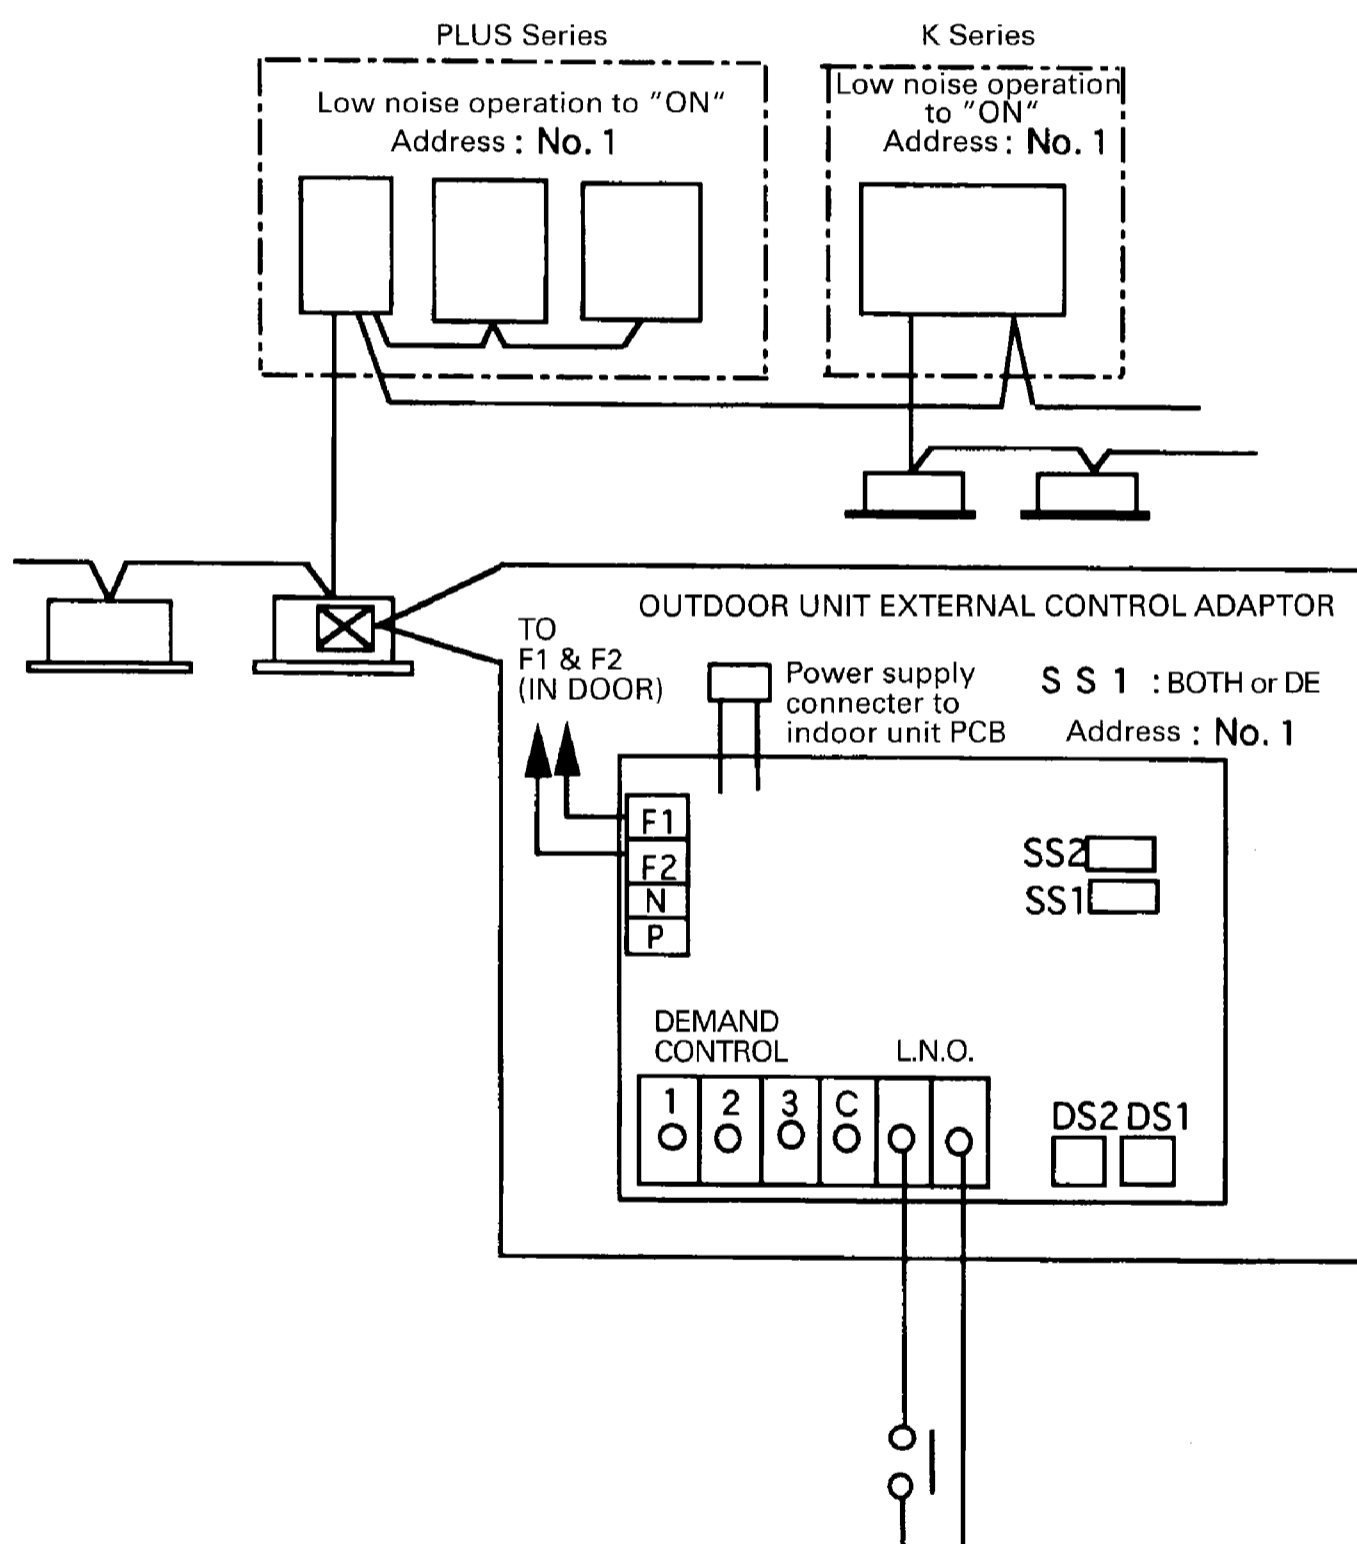 PLUS Series
K Series
Low noise operation to "ON"
Address : No. 1
Low noise operation
to "ON"
Address : No. 1
OUTDOOR UNIT EXTERNAL CONTROL ADAPTOR
TO
F1 & F2
(IN DOOR)
Power supply
connecter to
indoor unit PCB
S S 1 : BOTH or DE
Address : No. 1
F1
F2
N
P
SS2
SS1
DEMAND
CONTROL
L.N.O.
1 2 3 C
DS2 DS1